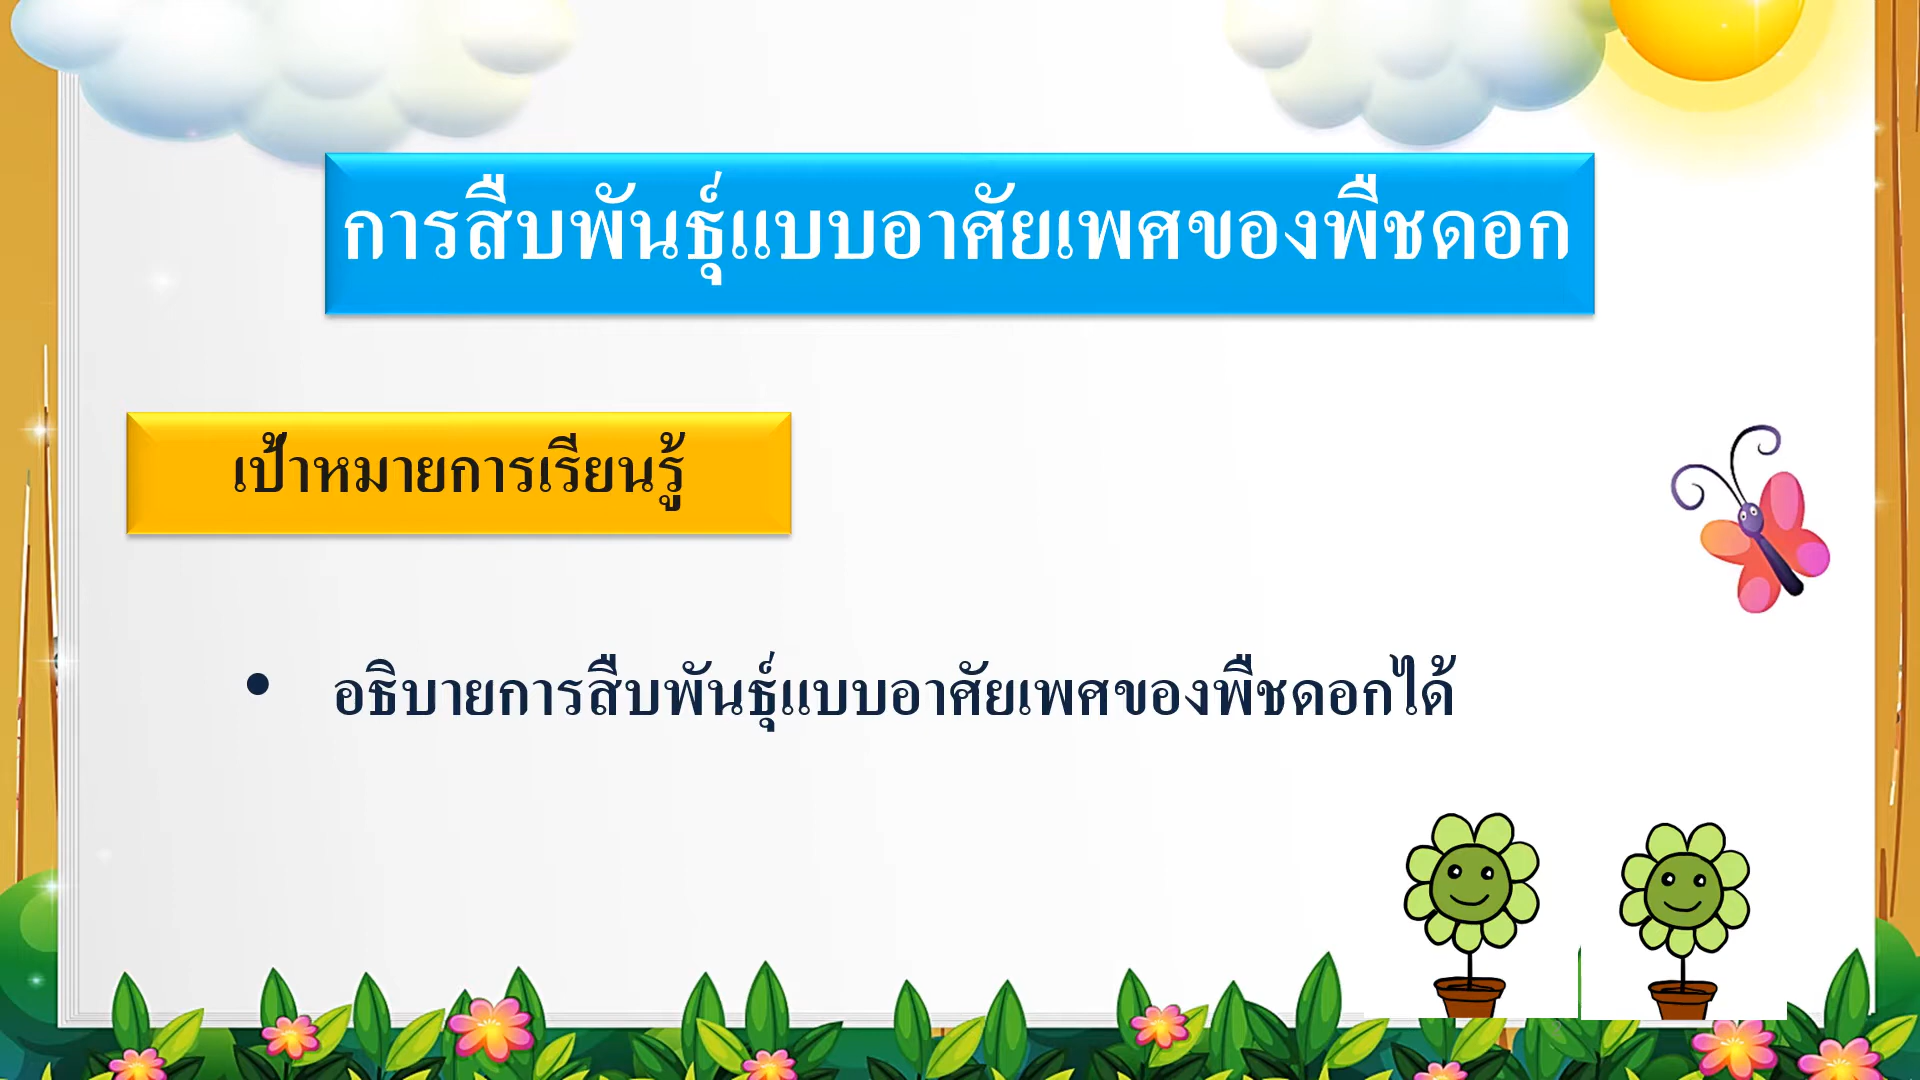 การสืบพันธุ์แบบอาศัยเพศของพืชดอก
เป้าหมายการเรียนรู้
• อธิบายการสืบพันธุ์แบบอาศัยเพศของพืชดอกได้